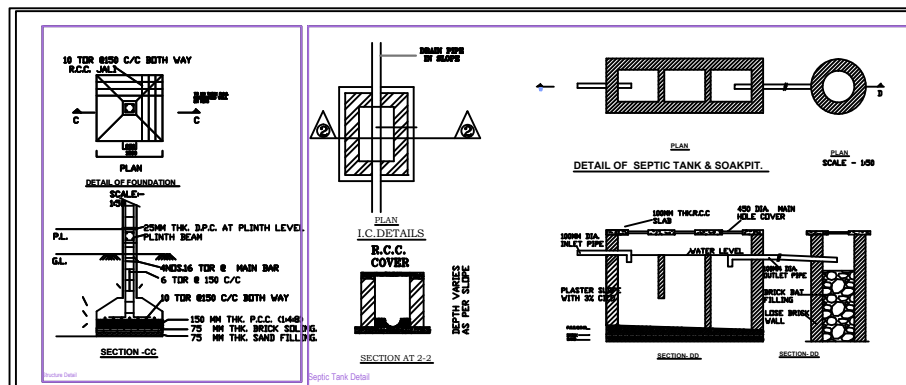 10 TOR @150 C/C BOTH WAY
R.C.C. JALI
C
C
PLAN
DETAIL OF FOUNDATION
SCALE:-
1:50
25MM THK. D.P.C. AT PLINTH LEVEL
PLINTH BEAM
P.L.
G.L.
4NOS.16 TOR @ MAIN BAR
6 TOR @ 150 C/C
10 TOR @150 C/C BOTH WAY
150 MM THK. P.C.C. (1:4:8)
75 MM THK. BRICK SOLING.
75 MM THK. SAND FILLING.
SECTION -CC
Structure Detail
DRAIN PIPE
IN SLOPE
2
2
PLAN
I.C.DETAILS
R.C.C.
COVER
DEPTH VARIES
AS PER SLOPE
SECTION AT 2-2
Septic Tank Detail
D
PLAN
PLAN
DETAIL OF SEPTIC TANK & SOAKPIT.
SCALE - 1:50
100MM THK.R.C.C
SLAB
450 DIA. MAIN
HOLE COVER
100MM DIA.
INLET PIPE
WATER LEVEL
100MM DIA.
OUTLET PIPE
PLASTER
WITH 3%
BRICK BAT
FILLING
LOSE BRICK
WALL
SECTION- DD
SECTION- DD